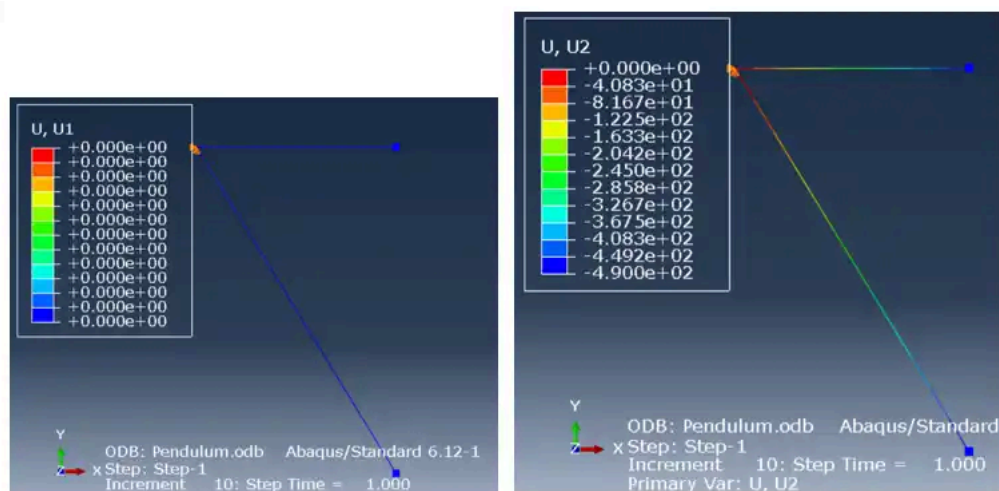 U, U1
+0.000e+00
+0.000e+00
+0.000e+00
+0.000e+00
+0.000e+00
+0.000e+00
+0.000e+00
+0.000e+00
+0.000e+00
+0.000e+00
+0.000e+00
+0.000e+00
+0.000e+00
Y
X
ODB: Pendulum.odb Abaqus/Standard 6.12-1
Step: Step-1
Increment 10: Step Time = 1.000
U, U2
+0.000e+00
-4.083e+01
-8.167e+01
-1.225e+02
-1.633e+02
-2.042e+02
-2.450e+02
-2.858e+02
-3.267e+02
-3.675e+02
-4.083e+02
-4.492e+02
-4.900e+02
Y
X
ODB: Pendulum.odb Abaqus/Standard
Step: Step-1
Increment 10: Step Time = 1.000
Primary Var: U, U2